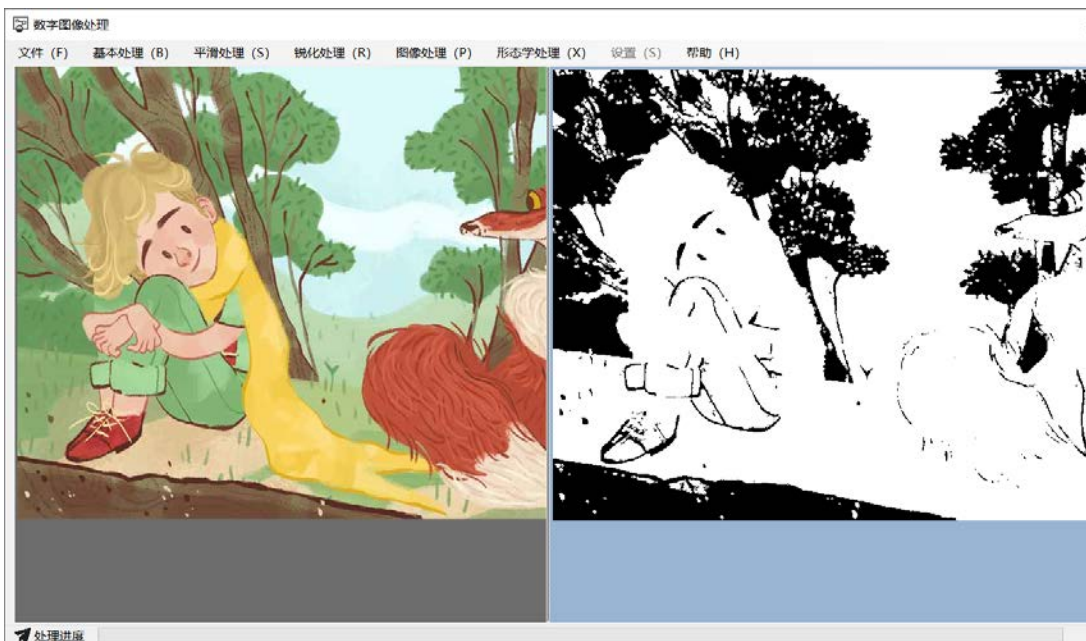 数字图像处理
文件 (F) 基本处理 (B) 平滑处理 (S) 锐化处理 (R) 图像处理 (P) 形态学处理 (X) 设置 (S) 帮助 (H)
处理进度